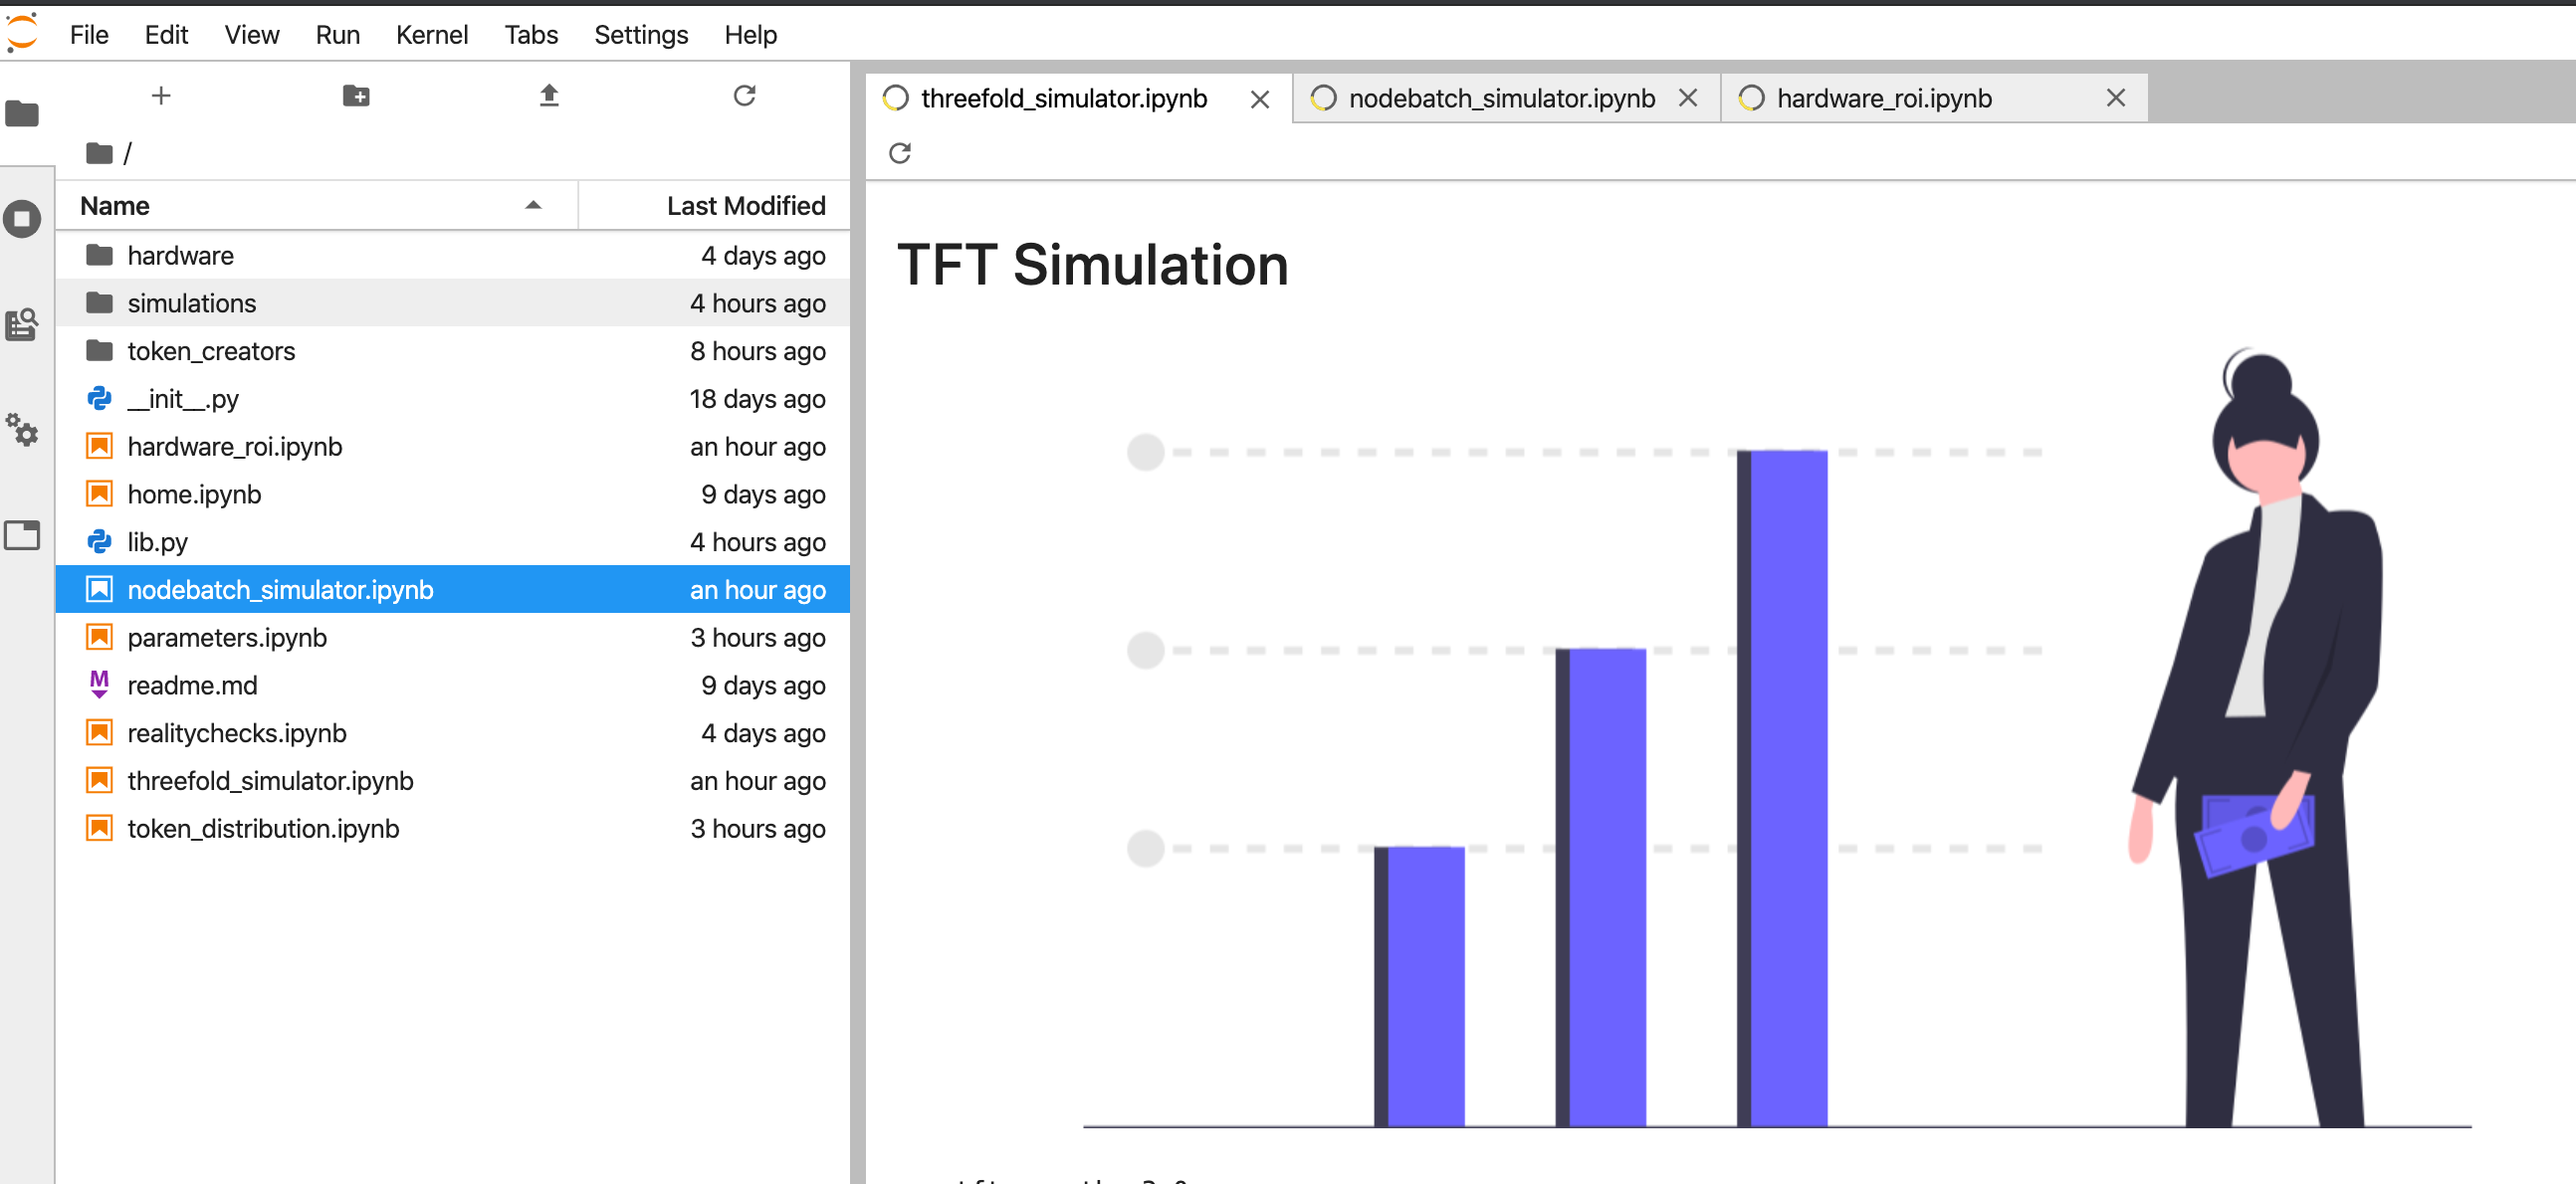 File Edit View Run Kernel Tabs Settings Help
threefold_simulator.ipynb nodebatch_simulator.ipynb hardware_roi.ipynb
/
Name Last Modified
hardware 4 days ago
simulations 4 hours ago
token_creators 8 hours ago
__init__.py 18 days ago
hardware_roi.ipynb an hour ago
home.ipynb 9 days ago
lib.py 4 hours ago
nodebatch_simulator.ipynb an hour ago
parameters.ipynb 3 hours ago
readme.md 9 days ago
realitychecks.ipynb 4 days ago
threefold_simulator.ipynb an hour ago
token_distribution.ipynb 3 hours ago
TFT Simulation